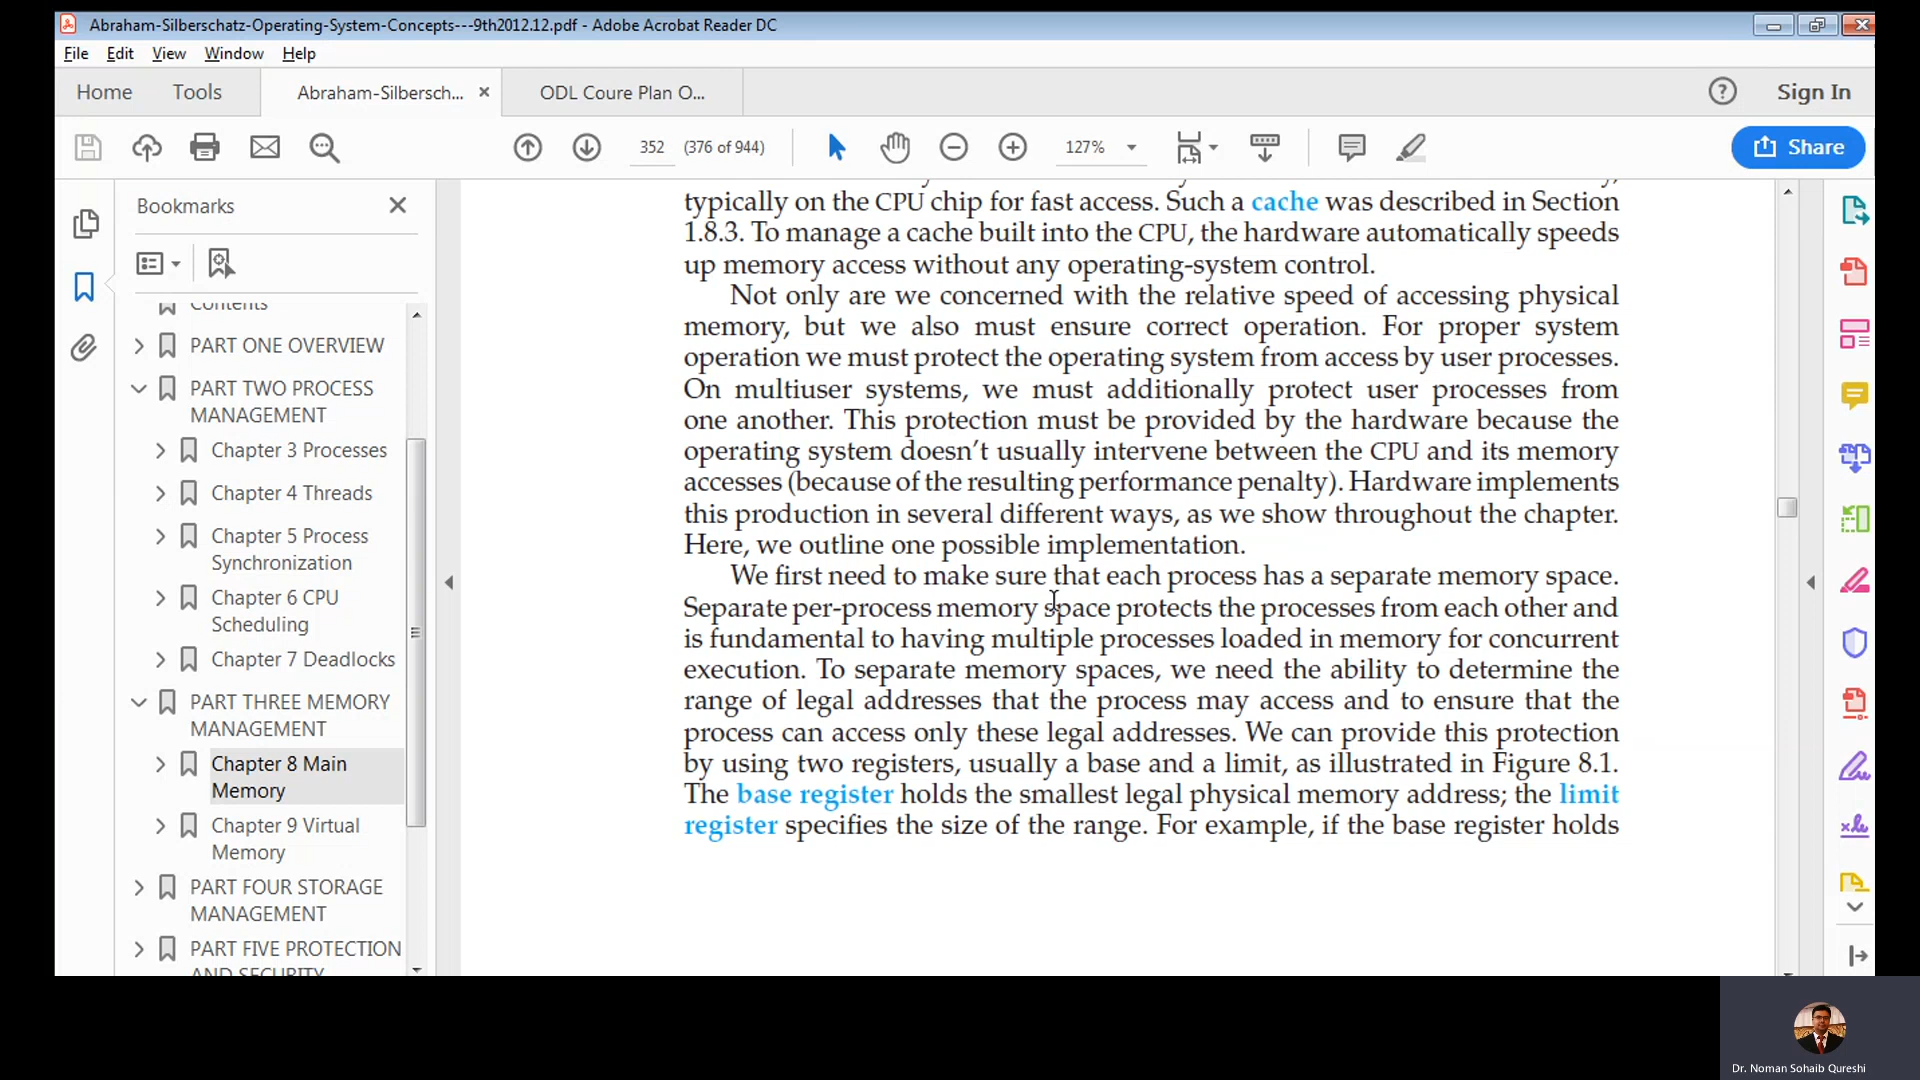 Abraham-Silberschatz-Operating-System-Concepts---9th2012.12.pdf - Adobe Acrobat Reader DC
File Edit View Window Help
Home Tools Abraham-Silbersch... ODL Coure Plan O... Sign In
352 (376 of 944) 127% Share
Bookmarks
Contents
PART ONE OVERVIEW
PART TWO PROCESS
MANAGEMENT
Chapter 3 Processes
Chapter 4 Threads
Chapter 5 Process
Synchronization
Chapter 6 CPU
Scheduling
Chapter 7 Deadlocks
PART THREE MEMORY
MANAGEMENT
Chapter 8 Main
Memory
Chapter 9 Virtual
Memory
PART FOUR STORAGE
MANAGEMENT
PART FIVE PROTECTION
AND SECURITY
typically on the CPU chip for fast access. Such a cache was described in Section
1.8.3. To manage a cache built into the CPU, the hardware automatically speeds
up memory access without any operating-system control.
Not only are we concerned with the relative speed of accessing physical
memory, but we also must ensure correct operation. For proper system
operation we must protect the operating system from access by user processes.
On multiuser systems, we must additionally protect user processes from
one another. This protection must be provided by the hardware because the
operating system doesn't usually intervene between the CPU and its memory
accesses (because of the resulting performance penalty). Hardware implements
this production in several different ways, as we show throughout the chapter.
Here, we outline one possible implementation.
We first need to make sure that each process has a separate memory space.
Separate per-process memory space protects the processes from each other and
is fundamental to having multiple processes loaded in memory for concurrent
execution. To separate memory spaces, we need the ability to determine the
range of legal addresses that the process may access and to ensure that the
process can access only these legal addresses. We can provide this protection
by using two registers, usually a base and a limit, as illustrated in Figure 8.1.
The base register holds the smallest legal physical memory address; the limit
register specifies the size of the range. For example, if the base register holds
Dr. Noman Sohaib Qureshi